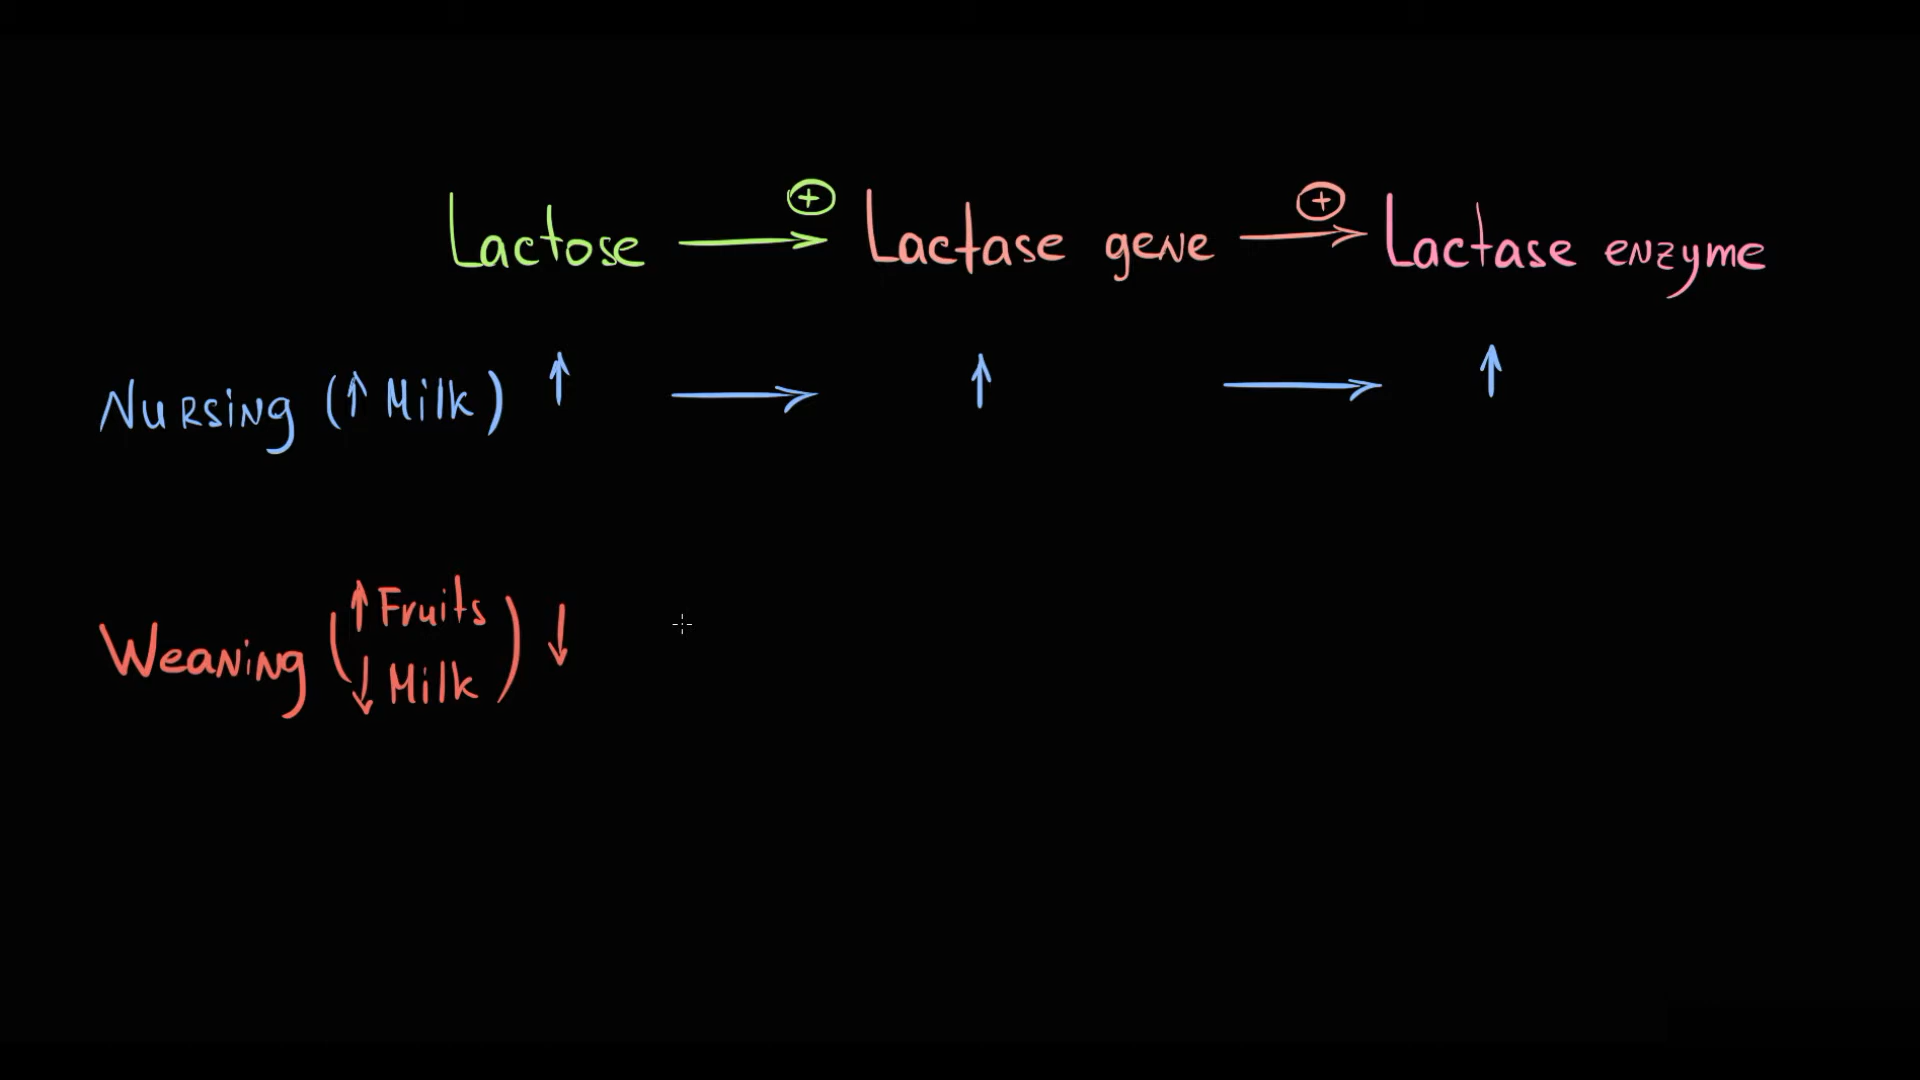 Lactose ⟶ ⊕ Lactase gene ⟶ ⊕ Lactase enzyme
Nursing (↑ Milk) ↑ ⟶ ↑ ⟶ ↑
Weaning (↑ Fruits
↓ Milk) ↓